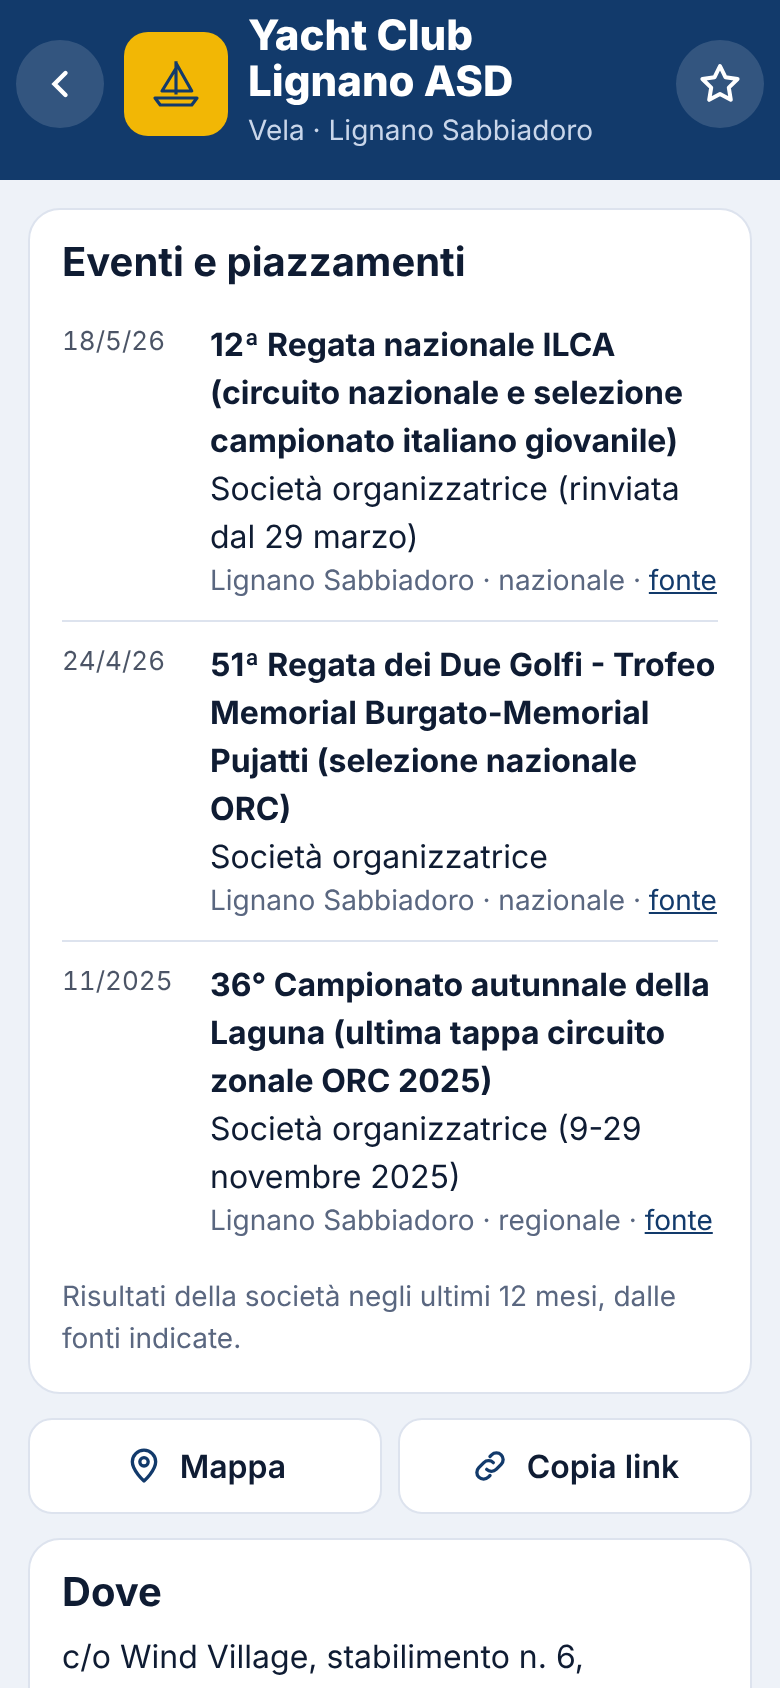 Yacht Club
Lignano ASD
Vela · Lignano Sabbiadoro
Eventi e piazzamenti
18/5/26
12ª Regata nazionale ILCA
(circuito nazionale e selezione
campionato italiano giovanile)
Società organizzatrice (rinviata
dal 29 marzo)
Lignano Sabbiadoro · nazionale · fonte
24/4/26
51ª Regata dei Due Golfi - Trofeo
Memorial Burgato-Memorial
Pujatti (selezione nazionale
ORC)
Società organizzatrice
Lignano Sabbiadoro · nazionale · fonte
11/2025
36° Campionato autunnale della
Laguna (ultima tappa circuito
zonale ORC 2025)
Società organizzatrice (9-29
novembre 2025)
Lignano Sabbiadoro · regionale · fonte
Risultati della società negli ultimi 12 mesi, dalle
fonti indicate.
Mappa
Copia link
Dove
c/o Wind Village, stabilimento n. 6,